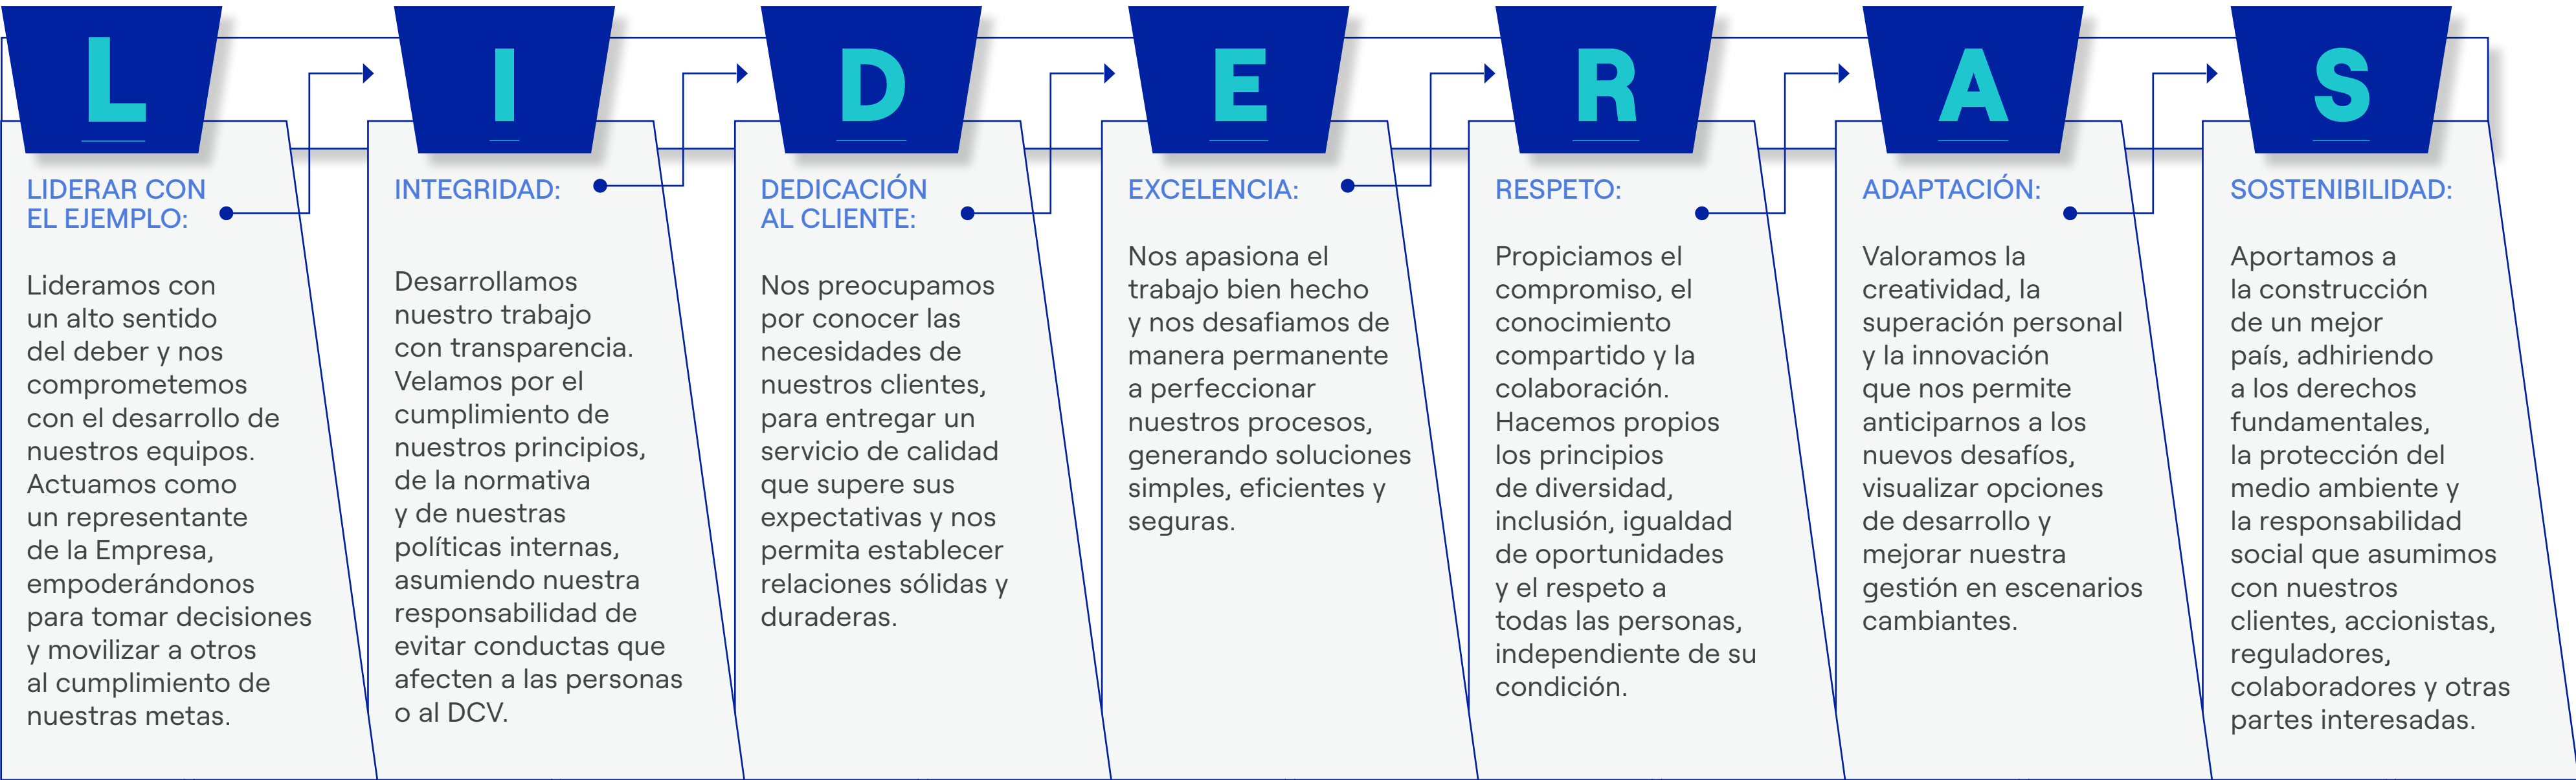 L
LIDERAR CON
EL EJEMPLO:
Lideramos con
un alto sentido
del deber y nos
comprometemos
con el desarrollo de
nuestros equipos.
Actuamos como
un representante
de la Empresa,
empoderándonos
para tomar decisiones
y movilizar a otros
al cumplimiento de
nuestras metas.
I
INTEGRIDAD:
Desarrollamos
nuestro trabajo
con transparencia.
Velamos por el
cumplimiento de
nuestros principios,
de la normativa
y de nuestras
políticas internas,
asumiendo nuestra
responsabilidad de
evitar conductas que
afecten a las personas
o al DCV.
D
DEDICACIÓN
AL CLIENTE:
Nos preocupamos
por conocer las
necesidades de
nuestros clientes,
para entregar un
servicio de calidad
que supere sus
expectativas y nos
permita establecer
relaciones sólidas y
duraderas.
E
EXCELENCIA:
Nos apasiona el
trabajo bien hecho
y nos desafiamos de
manera permanente
a perfeccionar
nuestros procesos,
generando soluciones
simples, eficientes y
seguras.
R
RESPETO:
Propiciamos el
compromiso, el
conocimiento
compartido y la
colaboración.
Hacemos propios
los principios
de diversidad,
inclusión, igualdad
de oportunidades
y el respeto a
todas las personas,
independiente de su
condición.
A
ADAPTACIÓN:
Valoramos la
creatividad, la
superación personal
y la innovación
que nos permite
anticiparnos a los
nuevos desafíos,
visualizar opciones
de desarrollo y
mejorar nuestra
gestión en escenarios
cambiantes.
S
SOSTENIBILIDAD:
Aportamos a
la construcción
de un mejor
país, adhiriendo
a los derechos
fundamentales,
la protección del
medio ambiente y
la responsabilidad
social que asumimos
con nuestros
clientes, accionistas,
reguladores,
colaboradores y otras
partes interesadas.